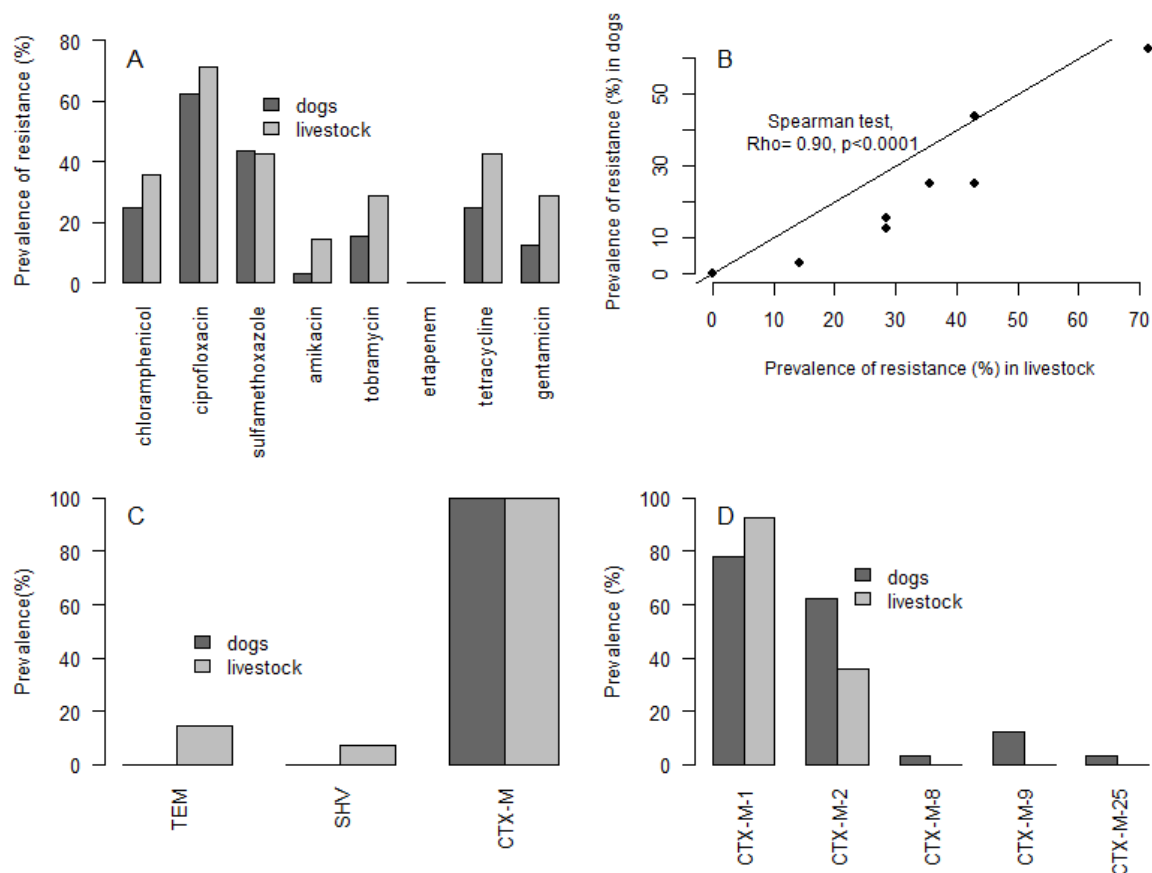 A
Prevalence of resistance (%)
80
60
40
20
0
dogs
livestock
chloramphenicol
ciprofloxacin
sulfamethoxazole
amikacin
tobramycin
ertapenem
tetracycline
gentamicin
B
Prevalence of resistance (%) in dogs
50
30
10
0
Spearman test,
Rho= 0.90, p<0.0001
0 10 20 30 40 50 60 70
Prevalence of resistance (%) in livestock
C
Prevalence(%)
100
80
60
40
20
0
dogs
livestock
TEM
SHV
CTX-M
D
Prevalence (%)
100
80
60
40
20
0
dogs
livestock
CTX-M-1
CTX-M-2
CTX-M-8
CTX-M-9
CTX-M-25